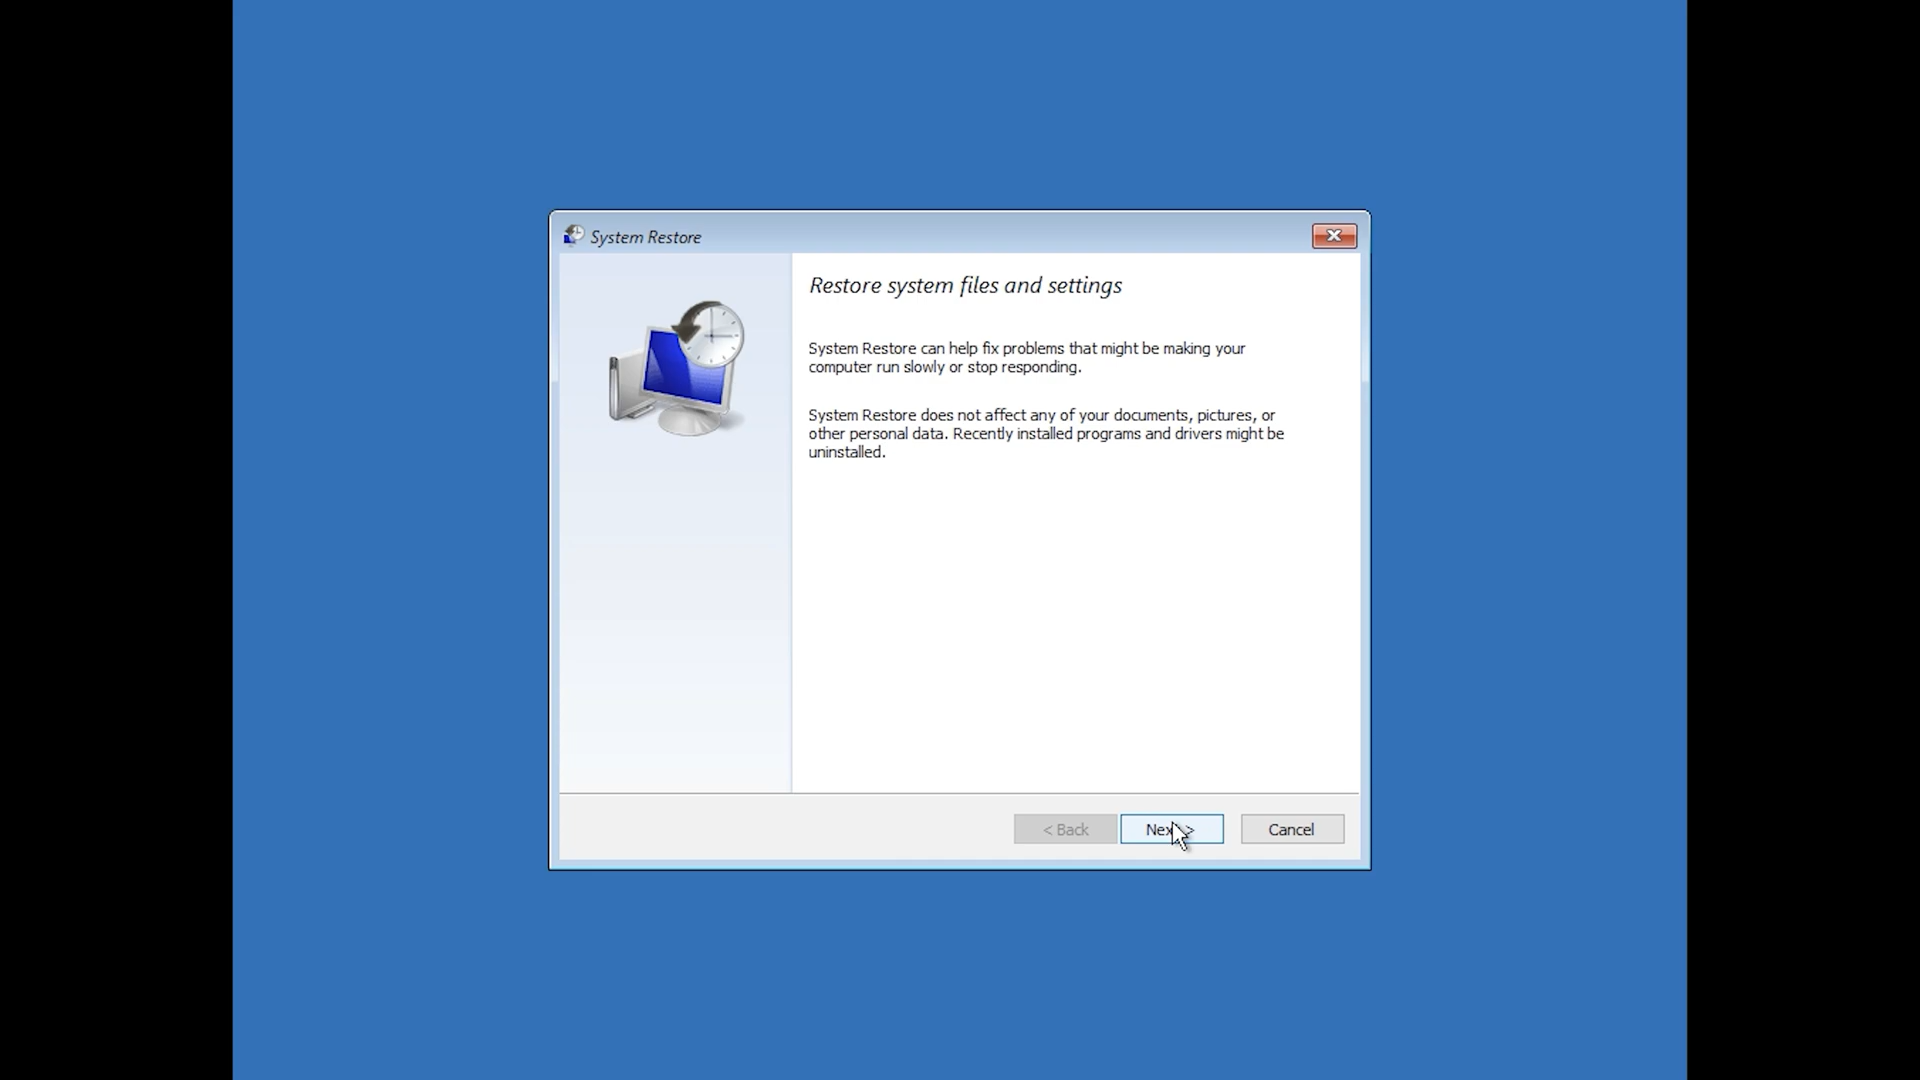 System Restore
Restore system files and settings
System Restore can help fix problems that might be making your
computer run slowly or stop responding.
System Restore does not affect any of your documents, pictures, or
other personal data. Recently installed programs and drivers might be
uninstalled.
< Back
Next >
Cancel